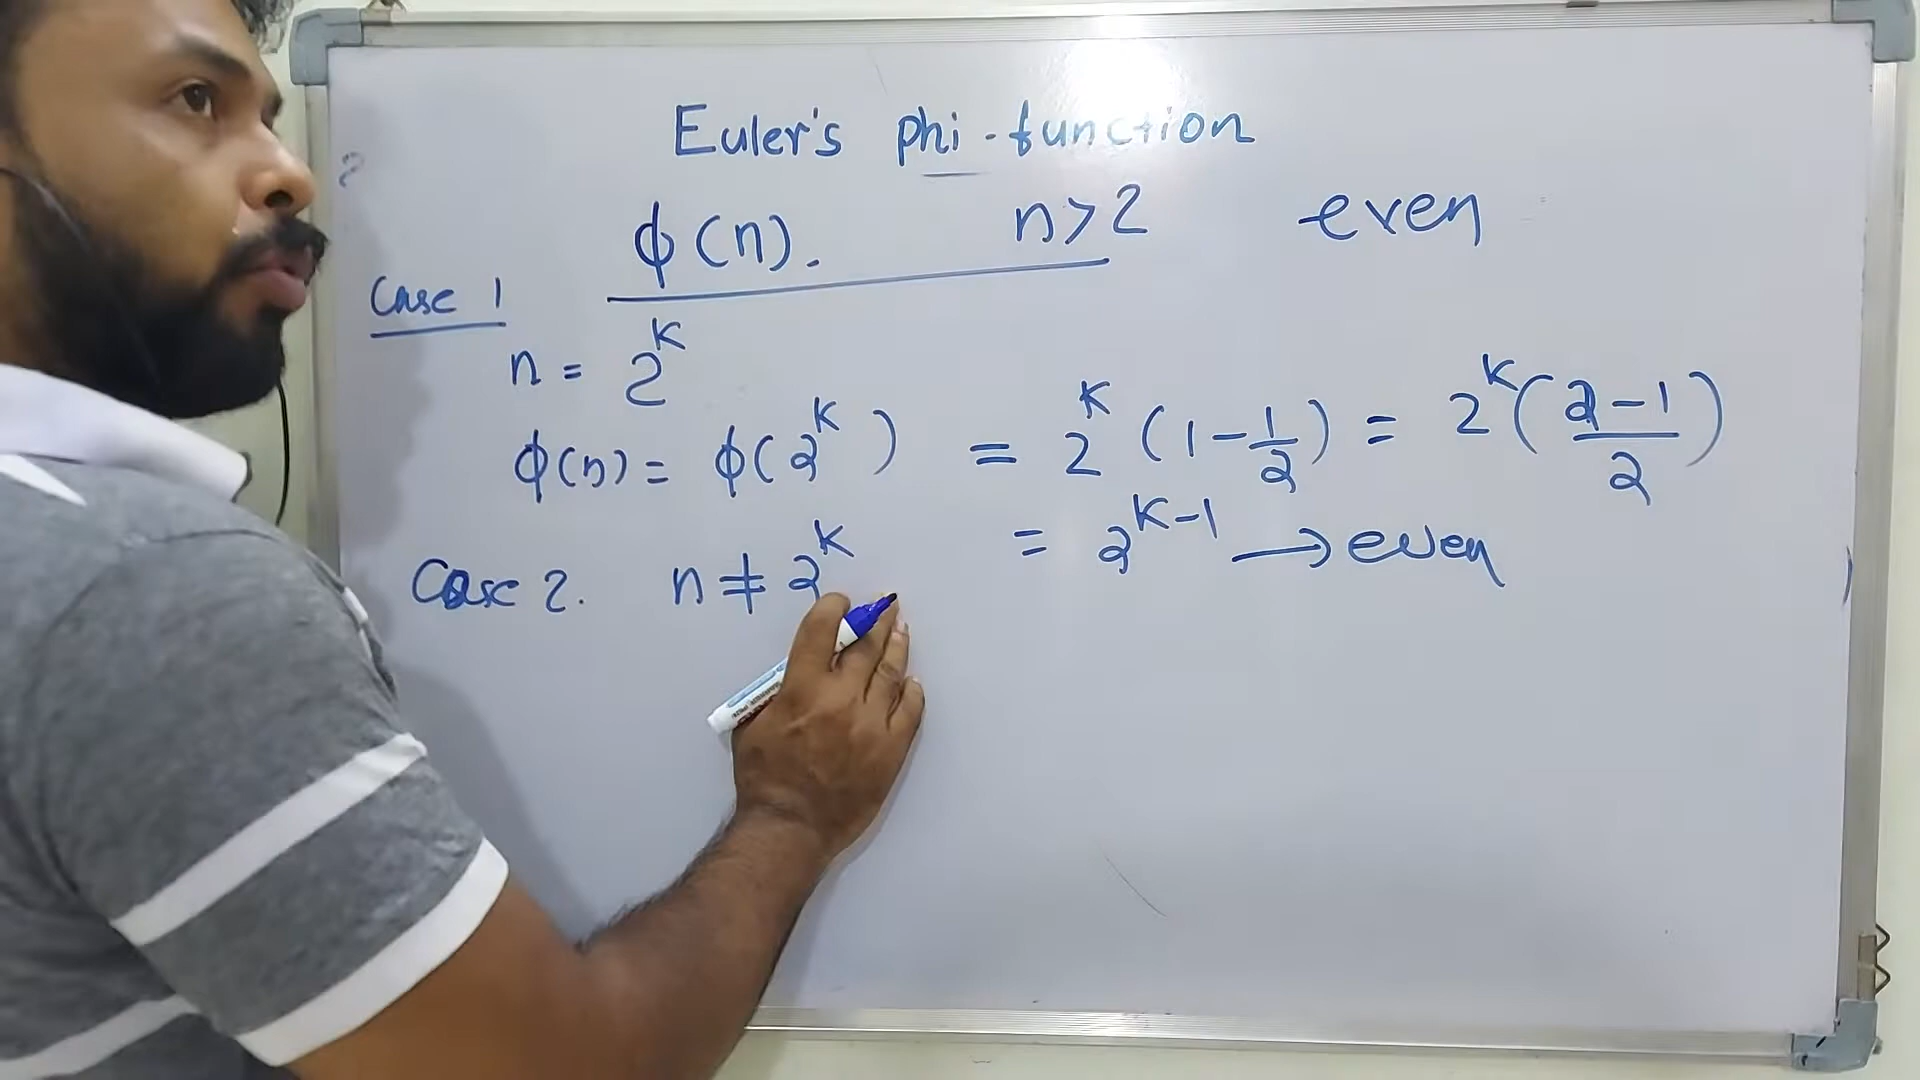 Euler's phi-function
ϕ(n). n>2 even
Case 1
n = 2^k
ϕ(n) = ϕ(2^k) = 2^k (1-1/2) = 2^k ((2-1)/2)
= 2^(k-1) → even
Case 2. n ≠ 2^k